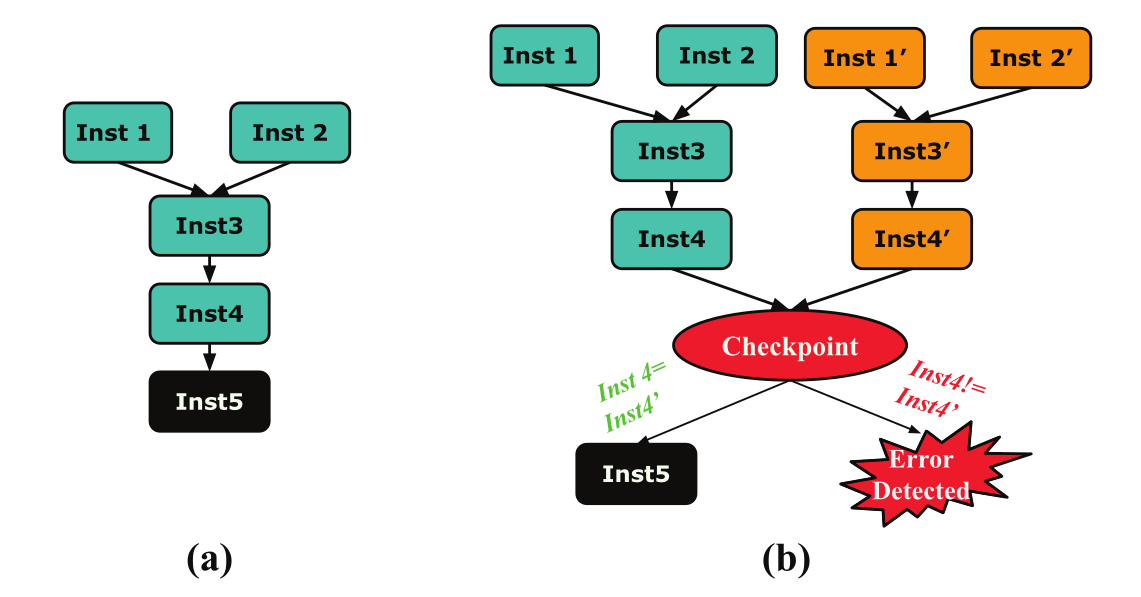 Inst 1
Inst 2
Inst3
Inst4
Inst5
(a)
Inst 1
Inst 2
Inst 1’
Inst 2’
Inst3
Inst3’
Inst4
Inst4’
Checkpoint
Inst 4=
Inst4’
Inst4!=
Inst4’
Inst5
Error
Detected
(b)